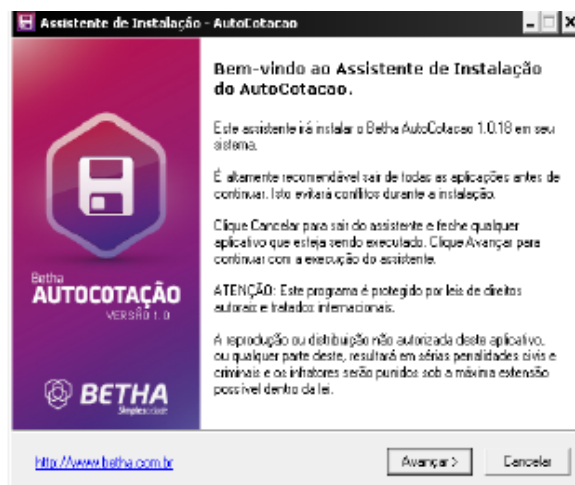 Assistente de Instalação - AutoCotacao
Bem-vindo ao Assistente de Instalação
do AutoCotacao.
Este assistente irá instalar o Betha AutoCotacao 1.0.18 em seu
sistema.
É altamente recomendável sair de todas as aplicações antes de
continuar. Isto evitará conflitos durante a instalação.
Clique Cancelar para sair do assistente e feche qualquer
aplicativo que esteja sendo executado. Clique Avançar para
continuar com a execução do assistente.
ATENÇÃO: Este programa é protegido por leis de direitos
autorais e tratados internacionais.
A reprodução ou distribuição não autorizada deste aplicativo,
ou qualquer parte deste, resultará em sérias penalidades civis e
criminais e os infratores serão punidos sob a máxima extensão
possível dentro da lei.
Betha
AUTOCOTAÇÃO
VERSÃO 1.0
BETHA
http://www.betha.com.br
Avançar >
Cancelar